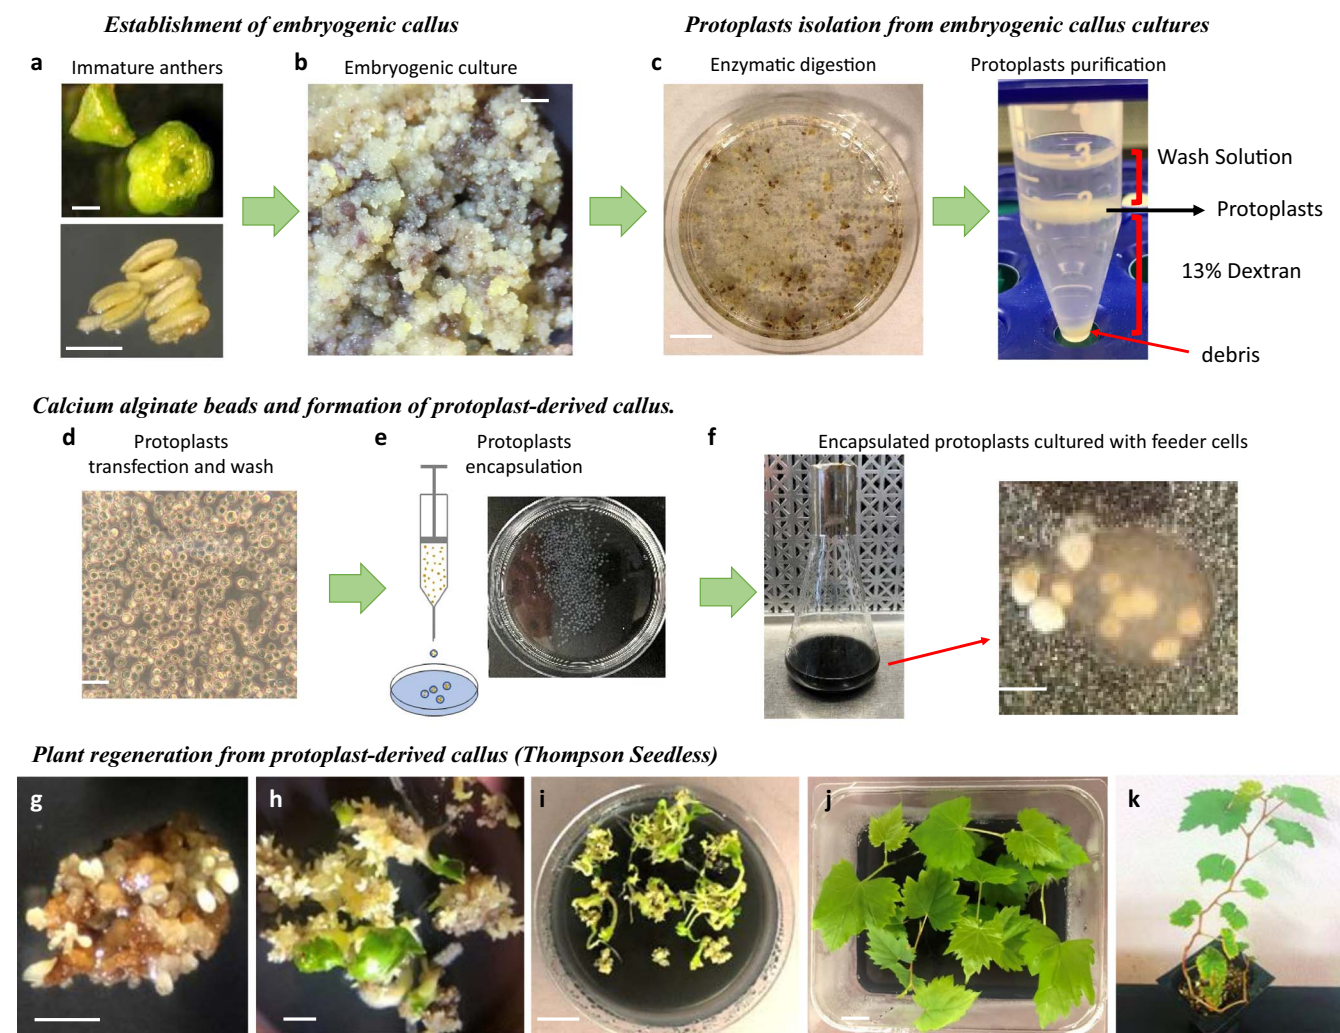 Establishment of embryogenic callus
Protoplasts isolation from embryogenic callus cultures
a
Immature anthers
b
Embryogenic culture
c
Enzymatic digestion
Protoplasts purification
3
2
Wash Solution
Protoplasts
13% Dextran
debris
Calcium alginate beads and formation of protoplast-derived callus.
d
Protoplasts
transfection and wash
e
Protoplasts
encapsulation
f
Encapsulated protoplasts cultured with feeder cells
Plant regeneration from protoplast-derived callus (Thompson Seedless)
g
h
i
j
k